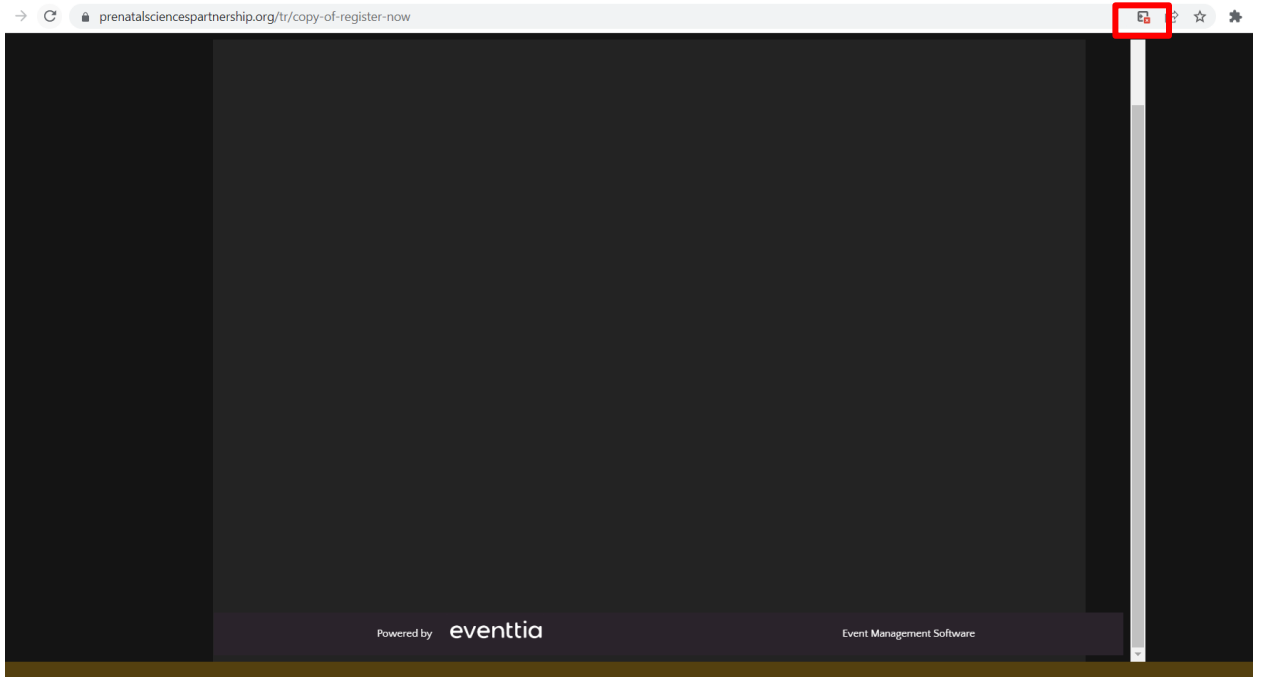 prenatalsciencespartnership.org/tr/copy-of-register-now
Powered by eventtia Event Management Software